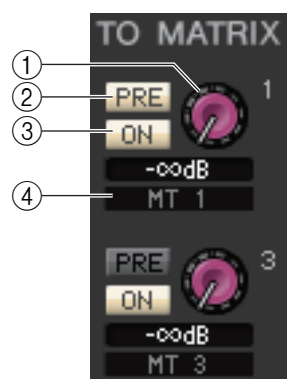 TO MATRIX
①
② PRE 1
③ ON
-∞dB
④ MT 1
PRE 3
ON
-∞dB
MT 3